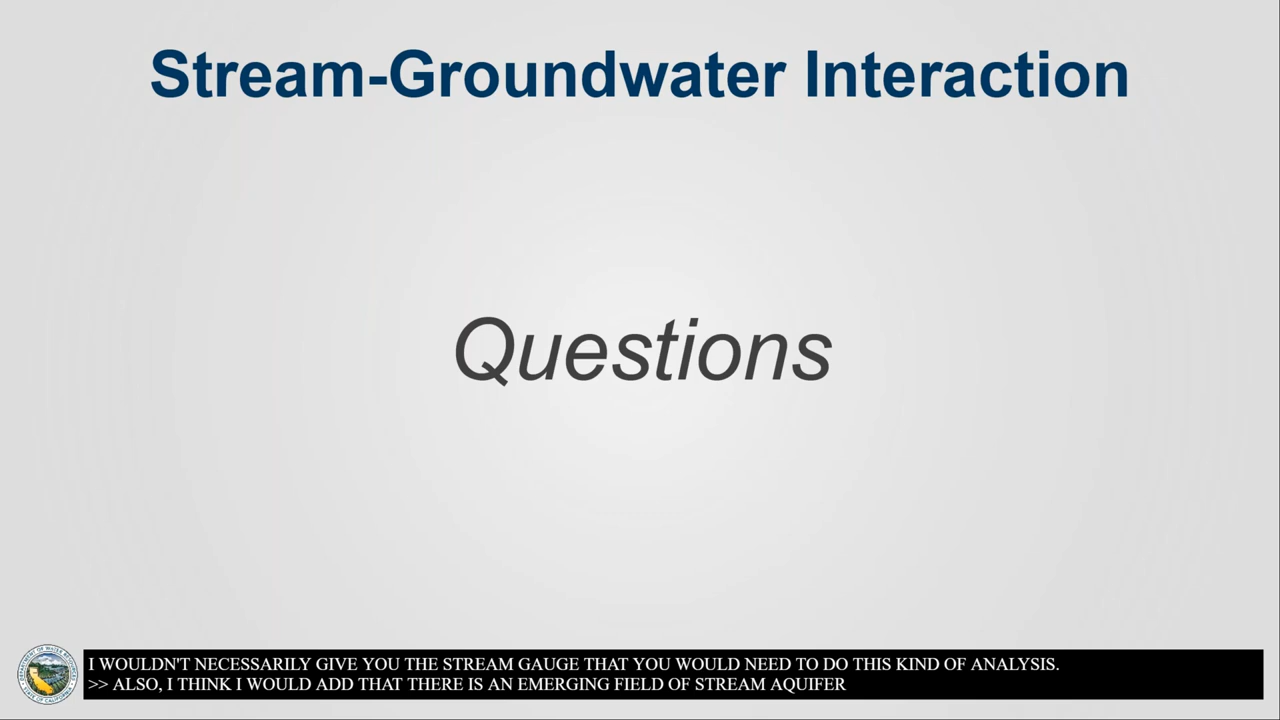 Stream-Groundwater Interaction
Questions
I WOULDN'T NECESSARILY GIVE YOU THE STREAM GAUGE THAT YOU WOULD NEED TO DO THIS KIND OF ANALYSIS.
>> ALSO, I THINK I WOULD ADD THAT THERE IS AN EMERGING FIELD OF STREAM AQUIFER